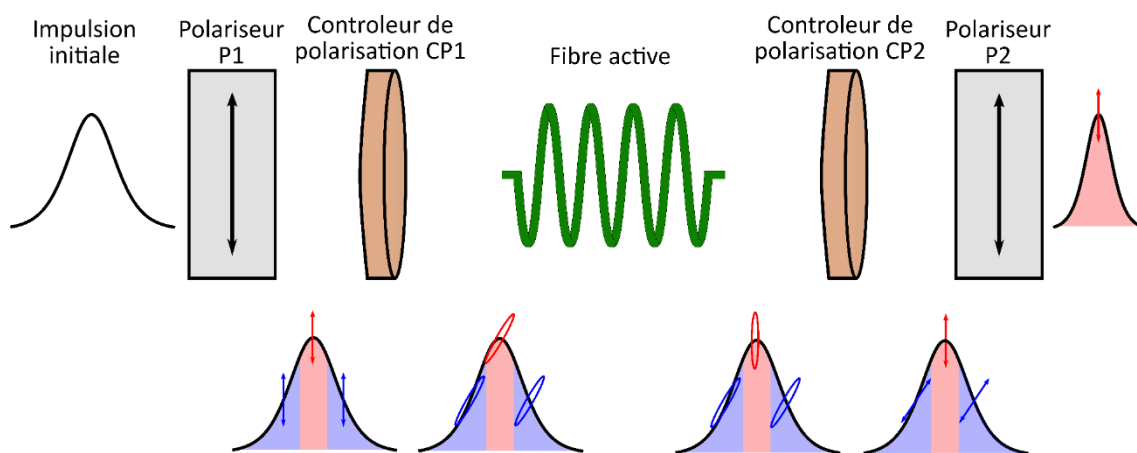 Impulsion
initiale
Polariseur
P1
Controleur de
polarisation CP1
Fibre active
Controleur de
polarisation CP2
Polariseur
P2